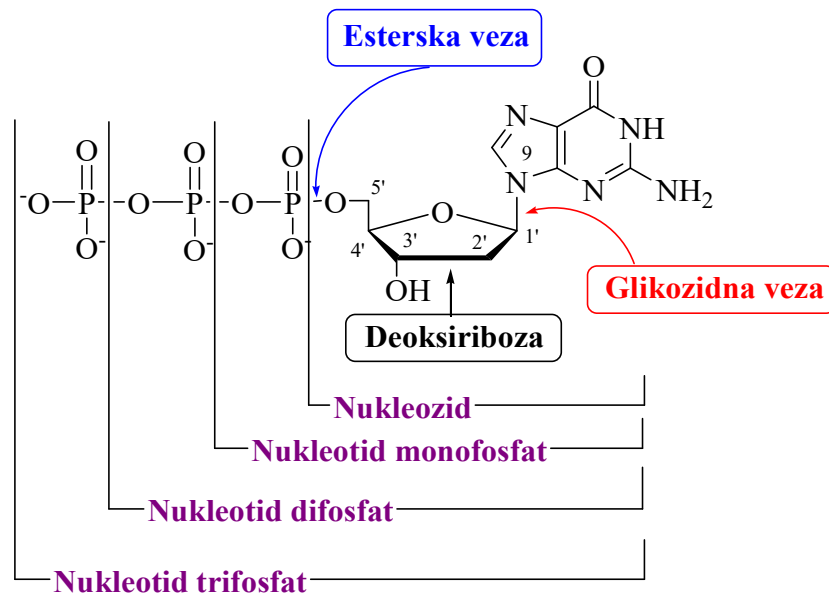 Esterska veza
O
N
NH
9
N
N
NH2
O
O
O
-O
P
O
P
O
P
O
5'
O
O-
O-
O-
4'
3'
2'
1'
OH
Glikozidna veza
Deoksiriboza
Nukleozid
Nukleotid monofosfat
Nukleotid difosfat
Nukleotid trifosfat